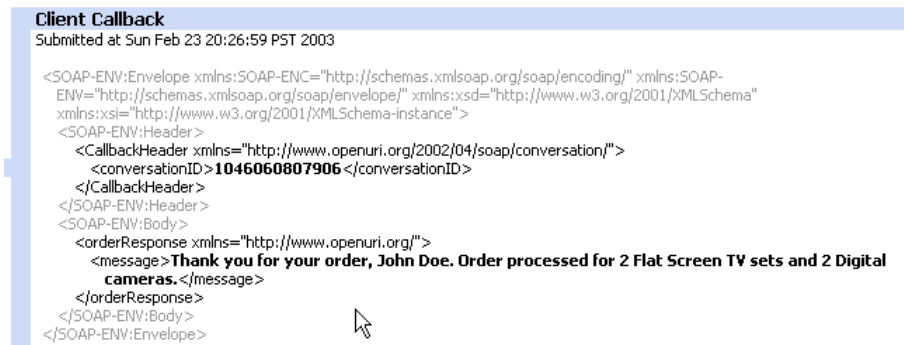 Client Callback
Submitted at Sun Feb 23 20:26:59 PST 2003
<SOAP-ENV:Envelope xmlns:SOAP-ENC="http://schemas.xmlsoap.org/soap/encoding/" xmlns:SOAP-
ENV="http://schemas.xmlsoap.org/soap/envelope/" xmlns:xsd="http://www.w3.org/2001/XMLSchema"
xmlns:xsi="http://www.w3.org/2001/XMLSchema-instance">
<SOAP-ENV:Header>
<CallbackHeader xmlns="http://www.openuri.org/2002/04/soap/conversation/">
<conversationID>1046060807906</conversationID>
</CallbackHeader>
</SOAP-ENV:Header>
<SOAP-ENV:Body>
<orderResponse xmlns="http://www.openuri.org/">
<message>Thank you for your order, John Doe. Order processed for 2 Flat Screen TV sets and 2 Digital
cameras.</message>
</orderResponse>
</SOAP-ENV:Body>
</SOAP-ENV:Envelope>